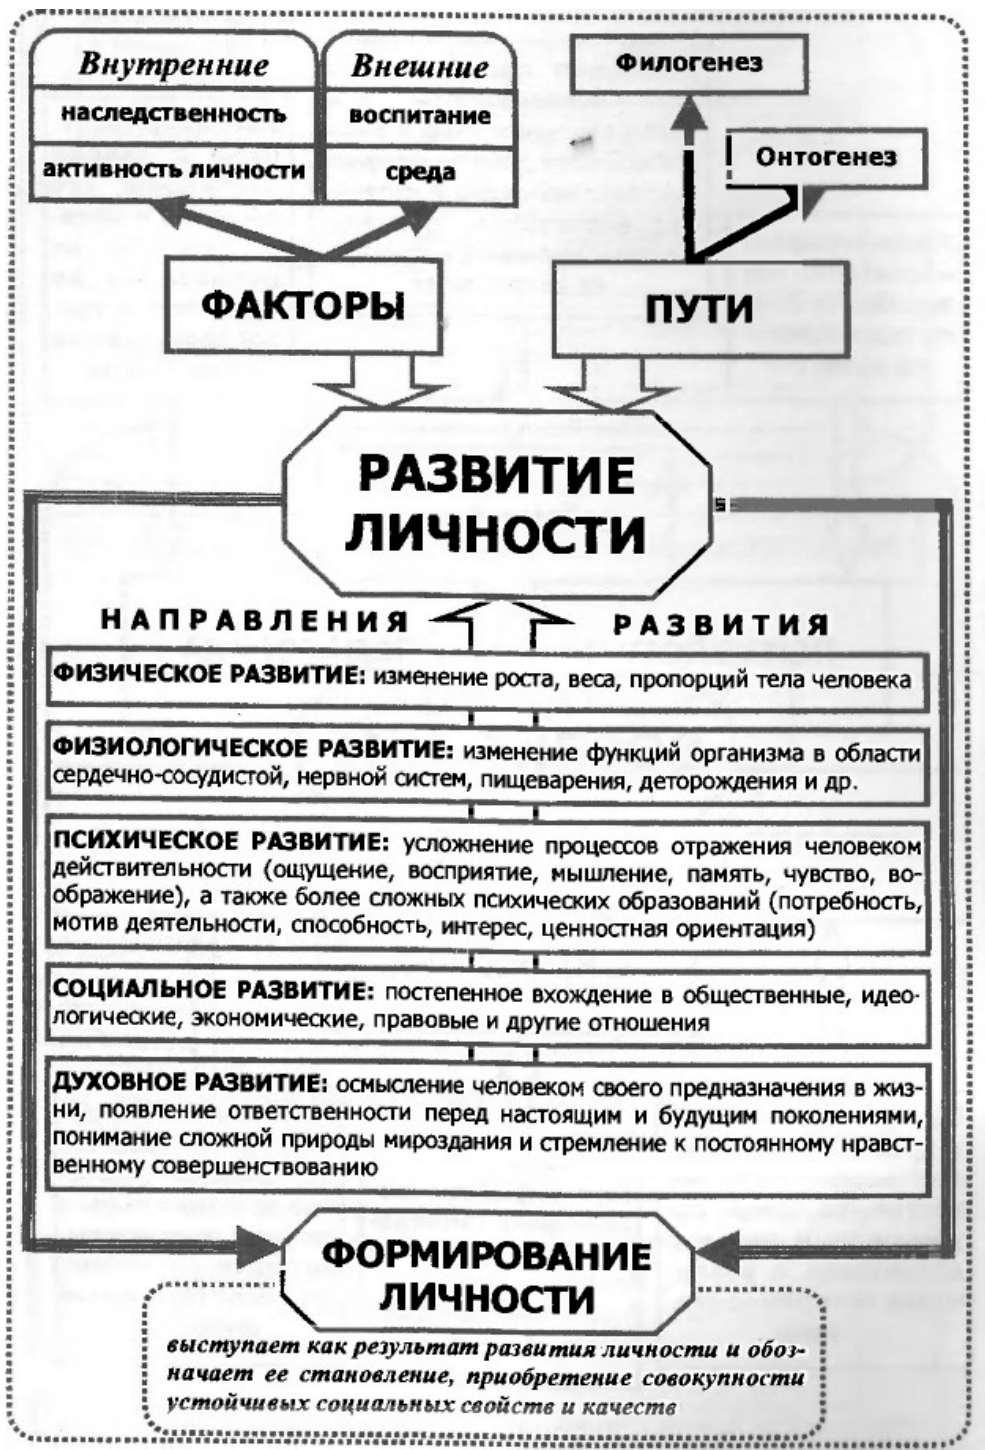 Внутренние
наследственность
активность личности
Внешние
воспитание
среда
Филогенез
Онтогенез
ФАКТОРЫ
ПУТИ
РАЗВИТИЕ
ЛИЧНОСТИ
НАПРАВЛЕНИЯ РАЗВИТИЯ
ФИЗИЧЕСКОЕ РАЗВИТИЕ: изменение роста, веса, пропорций тела человека
ФИЗИОЛОГИЧЕСКОЕ РАЗВИТИЕ: изменение функций организма в области
сердечно-сосудистой, нервной систем, пищеварения, деторождения и др.
ПСИХИЧЕСКОЕ РАЗВИТИЕ: усложнение процессов отражения человеком
действительности (ощущение, восприятие, мышление, память, чувство, во-
ображение), а также более сложных психических образований (потребность,
мотив деятельности, способность, интерес, ценностная ориентация)
СОЦИАЛЬНОЕ РАЗВИТИЕ: постепенное вхождение в общественные, идео-
логические, экономические, правовые и другие отношения
ДУХОВНОЕ РАЗВИТИЕ: осмысление человеком своего предназначения в жиз-
ни, появление ответственности перед настоящим и будущим поколениями,
понимание сложной природы мироздания и стремление к постоянному нравст-
венному совершенствованию
ФОРМИРОВАНИЕ
ЛИЧНОСТИ
выступает как результат развития личности и обоз-
начает ее становление, приобретение совокупности
устойчивых социальных свойств и качеств